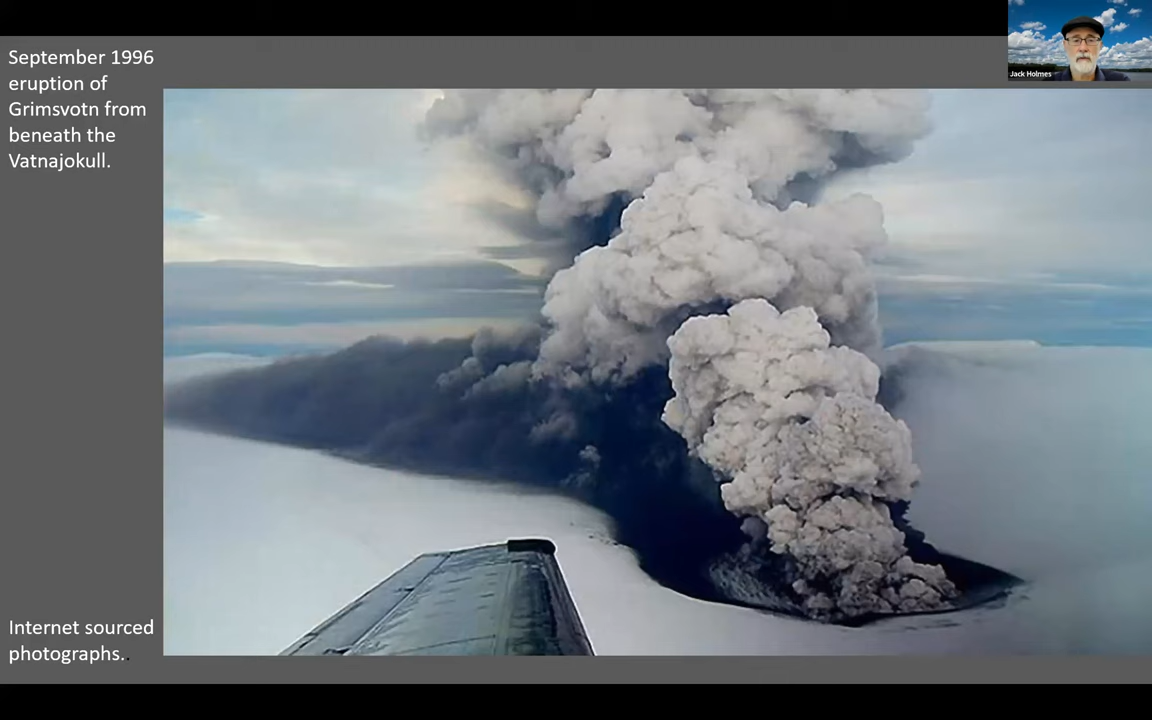 September 1996
eruption of
Grimsvotn from
beneath the
Vatnajokull.
Jack Holmes
Internet sourced
photographs..